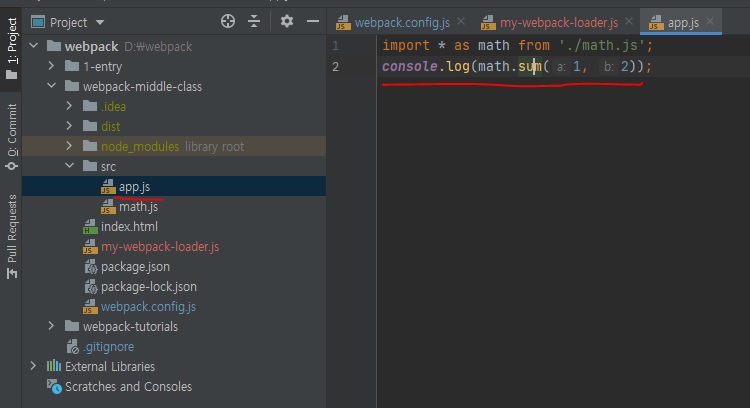 Project
webpack.config.js
my-webpack-loader.js
app.js
1: Project
0: Commit
Pull Requests
webpack D:₩webpack
1-entry
webpack-middle-class
.idea
dist
node_modules library root
src
app.js
math.js
index.html
my-webpack-loader.js
package.json
package-lock.json
webpack.config.js
webpack-tutorials
.gitignore
External Libraries
Scratches and Consoles
1 import * as math from './math.js';
2 console.log(math.sum( a: 1, b: 2));